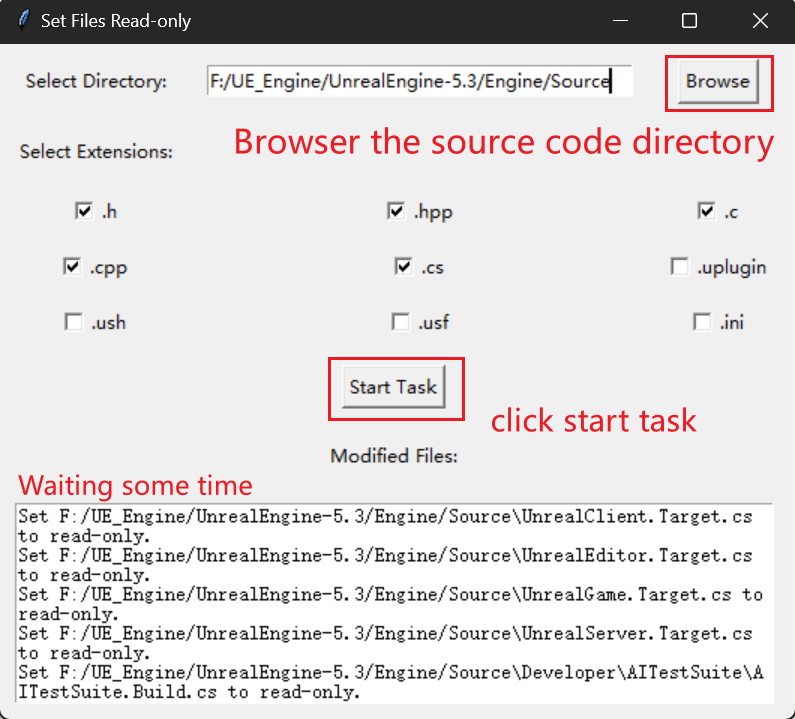 Set Files Read-only
Select Directory: F:/UE_Engine/UnrealEngine-5.3/Engine/Source Browse
Browser the source code directory
Select Extensions:
.h .hpp .c
.cpp .cs .uplugin
.ush .usf .ini
Start Task
click start task
Modified Files:
Waiting some time
Set F:/UE_Engine/UnrealEngine-5.3/Engine/Source\UnrealClient.Target.cs
to read-only.
Set F:/UE_Engine/UnrealEngine-5.3/Engine/Source\UnrealEditor.Target.cs
to read-only.
Set F:/UE_Engine/UnrealEngine-5.3/Engine/Source\UnrealGame.Target.cs to
read-only.
Set F:/UE_Engine/UnrealEngine-5.3/Engine/Source\UnrealServer.Target.cs
to read-only.
Set F:/UE_Engine/UnrealEngine-5.3/Engine/Source\Developer\AITestSuite\A
ITestSuite.Build.cs to read-only.